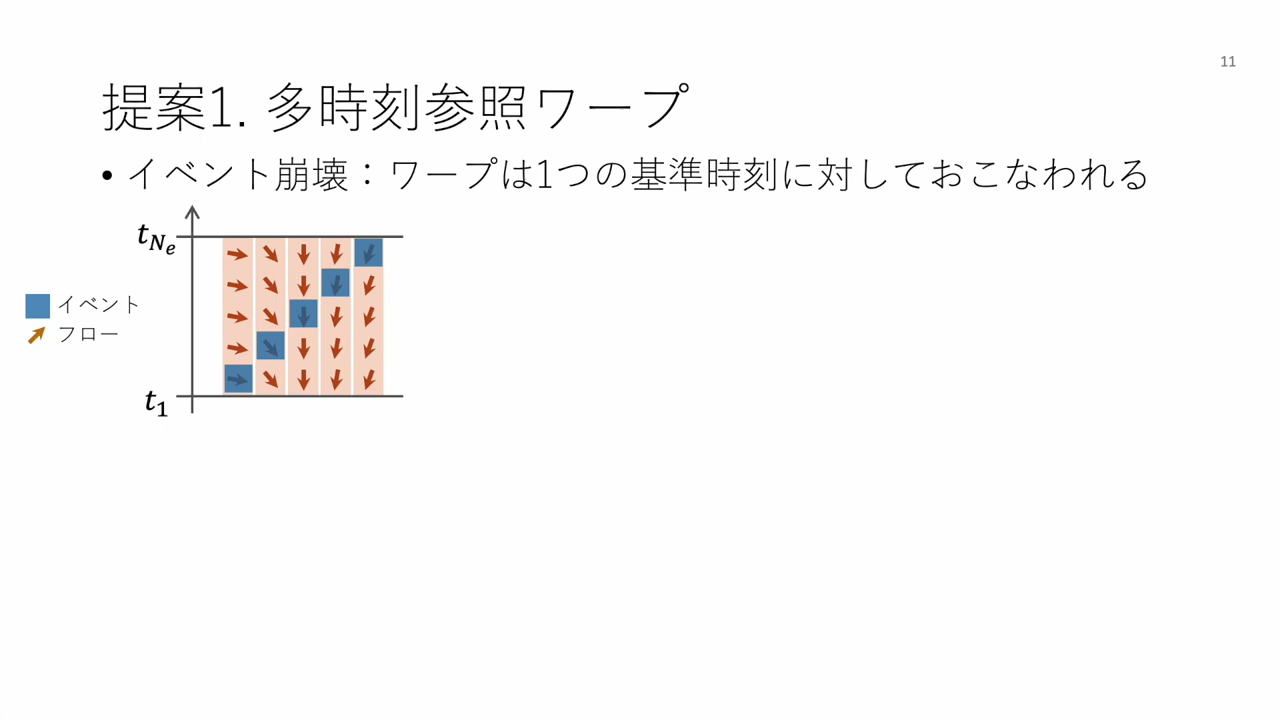 11
提案1. 多時刻参照ワープ
• イベント崩壊：ワープは1つの基準時刻に対しておこなわれる
t_{N_e}
イベント
フロー
t_1